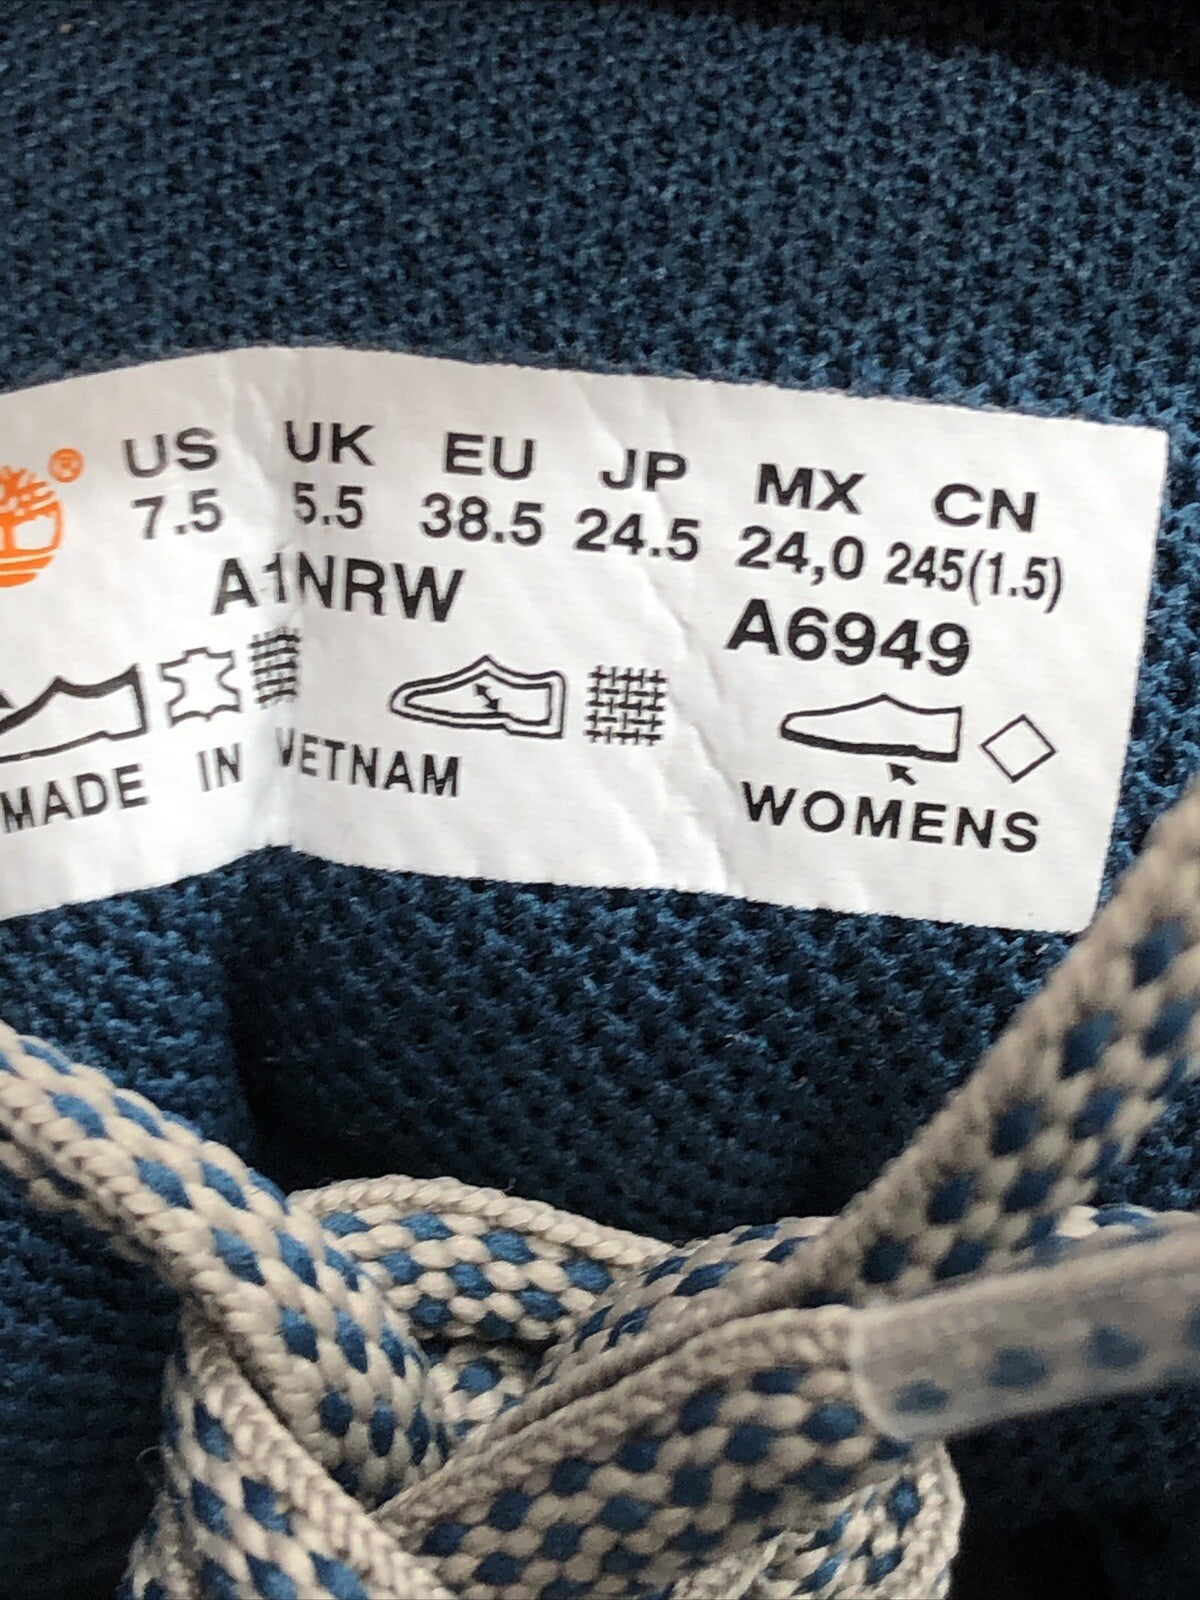 ® US UK EU JP MX CN
7.5 5.5 38.5 24.5 24,0 245(1.5)
A1NRW A6949
MADE IN VIETNAM WOMENS